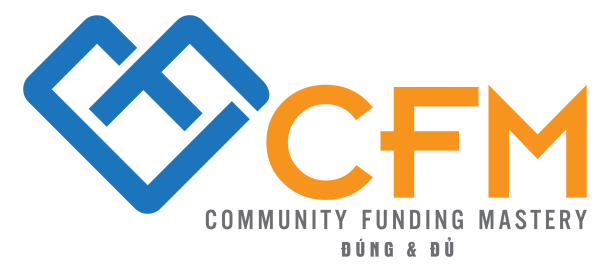 CFM
COMMUNITY FUNDING MASTERY
ĐÚNG & ĐỦ